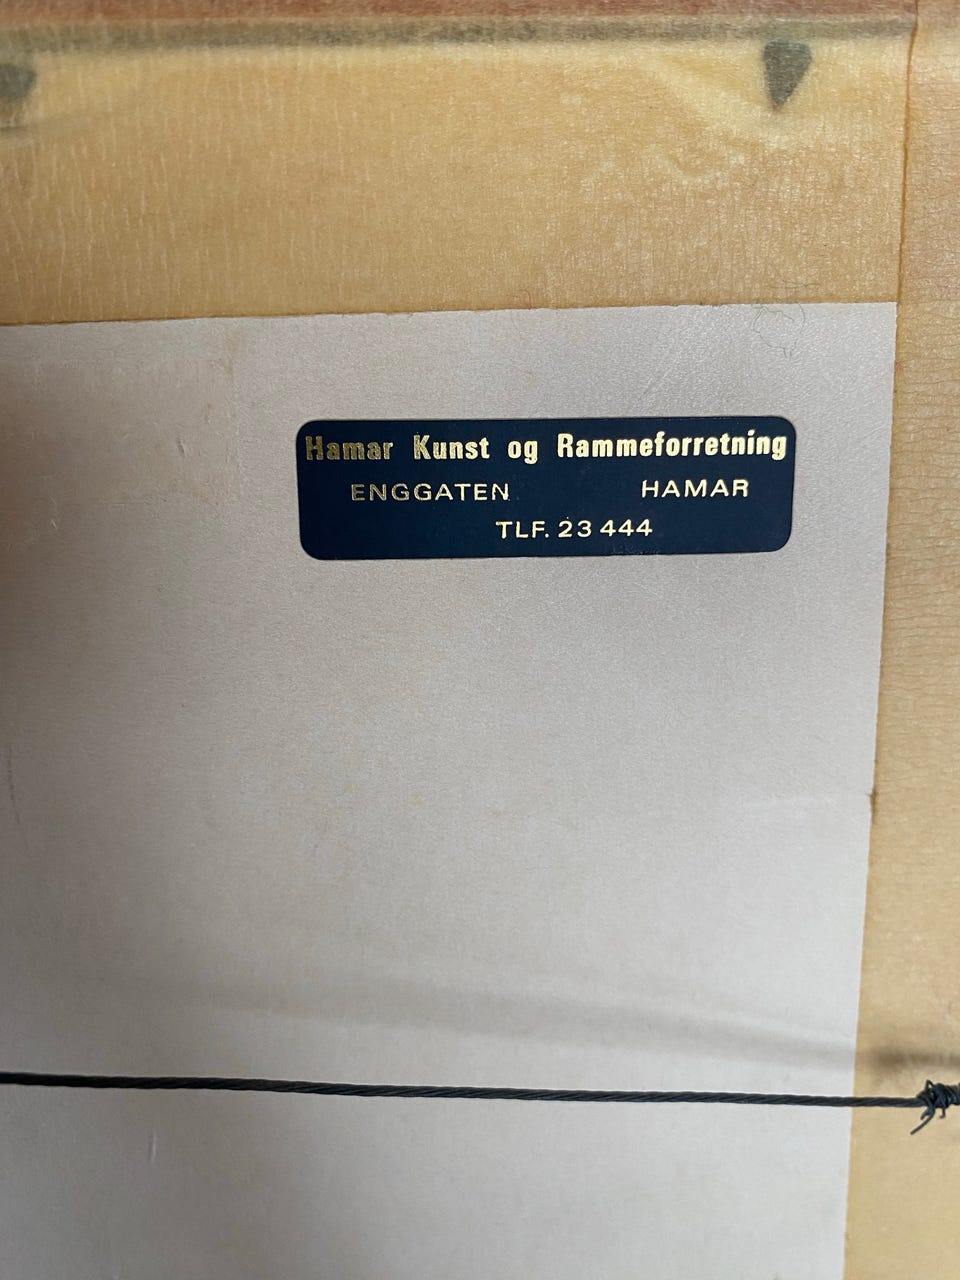 Hamar Kunst og Rammeforretning
ENGGATEN HAMAR
TLF. 23 444